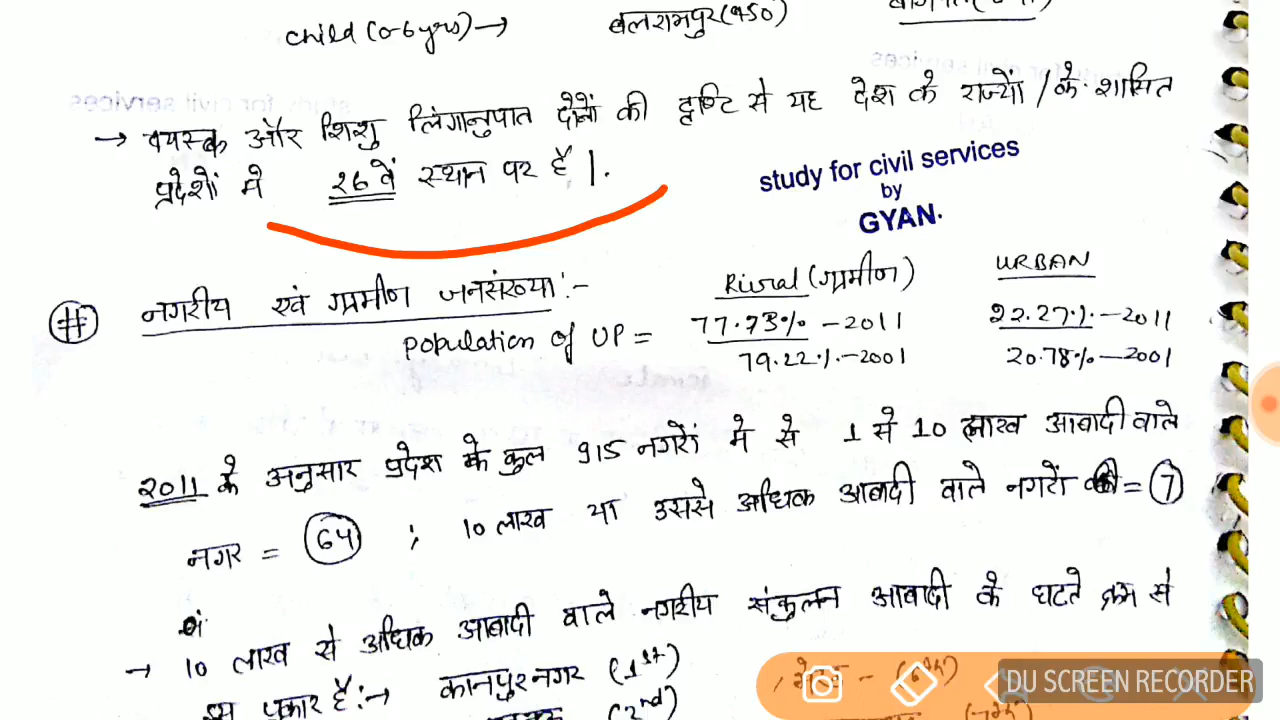 child (0-6 yrs) → बलरामपुर (950)
→ वयस्क और शिशु लिंगानुपात दोनों की दृष्टि से यह देश के राज्यों / के. शासित
प्रदेशों मे 26 वें स्थान पर है |.
study for civil services
by
GYAN.
# नगरीय एवं ग्रामीण जनसंख्या :- Rural (ग्रामीण) URBAN
population of UP = 77.73% - 2011 22.27% - 2011
79.22% - 2001 20.78% - 2001
2011 के अनुसार प्रदेश के कुल 915 नगरों मे से 1 से 10 लाख आबादी वाले
नगर = 64 ; 10 लाख या उससे अधिक आबादी वाले नगरों = 7
→ 10 लाख से अधिक आबादी वाले नगरीय संकुलन आबादी के घटते क्रम से
इस प्रकार है :→ कानपुर नगर (1st)
(2nd)
DU SCREEN RECORDER